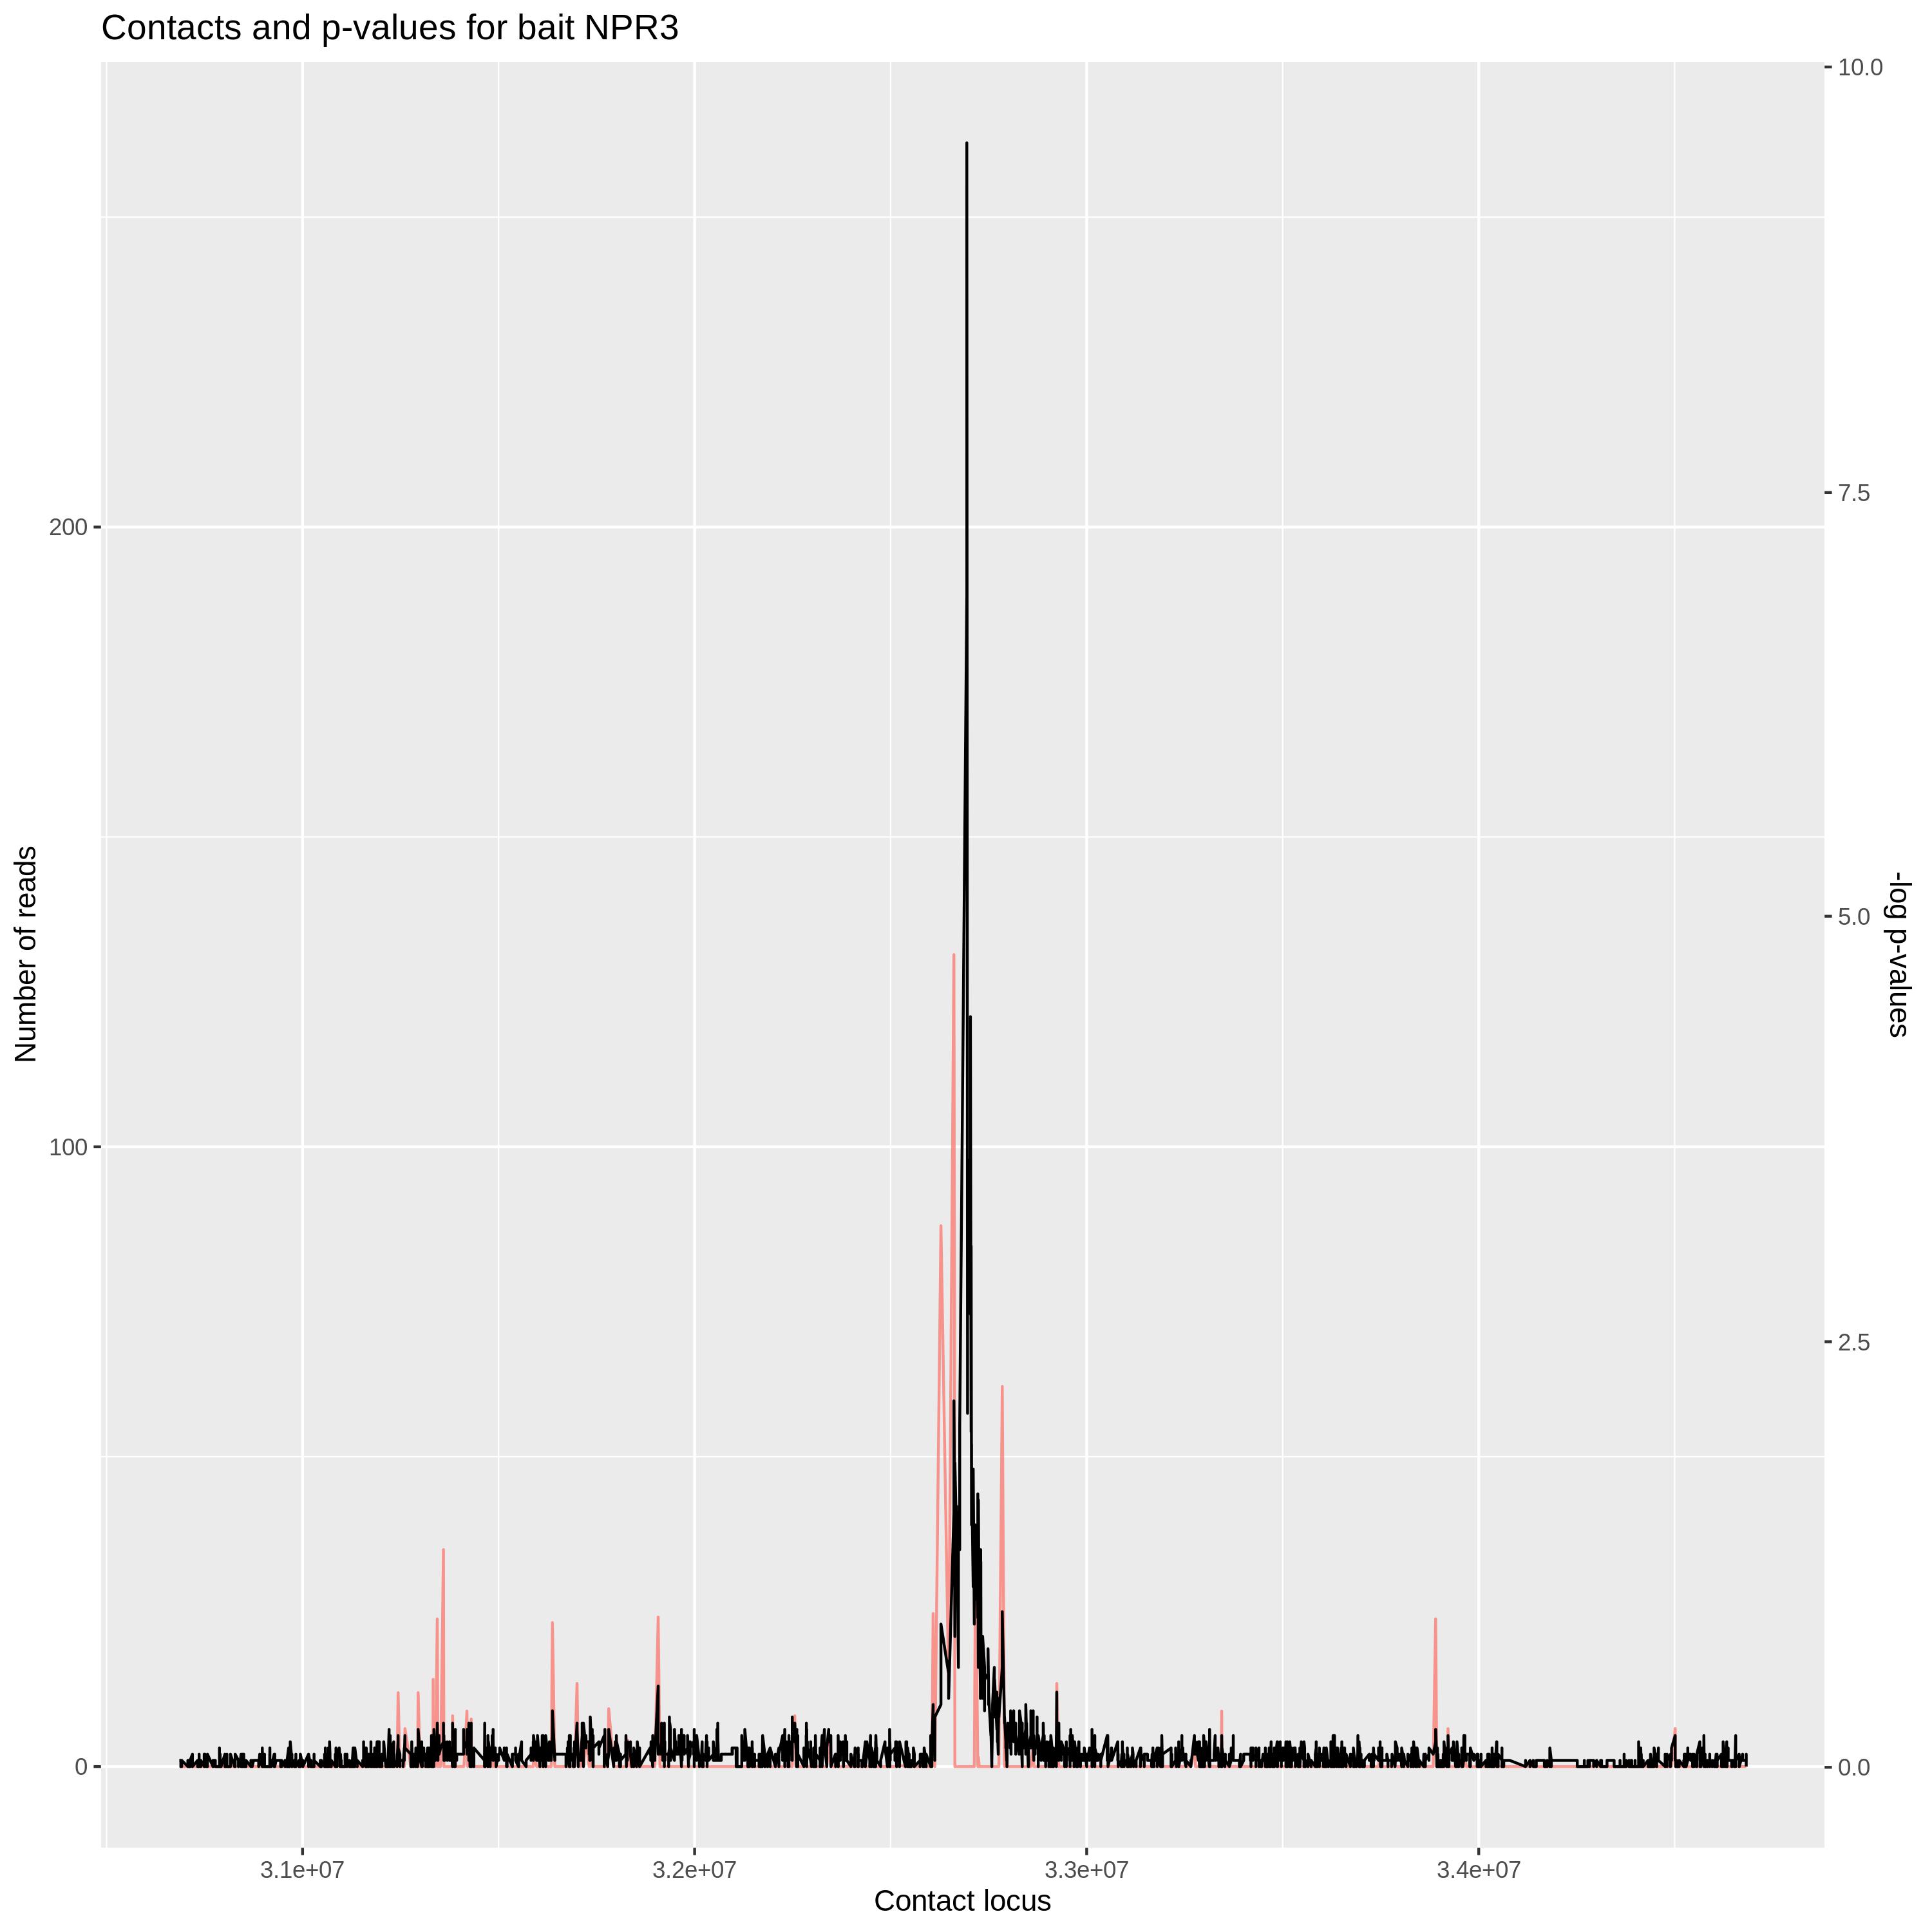 Contacts and p-values for bait NPR3
10.0
7.5
200
5.0
Number of reads
-log p-values
100
2.5
0
0.0
3.1e+07
3.2e+07
3.3e+07
3.4e+07
Contact locus